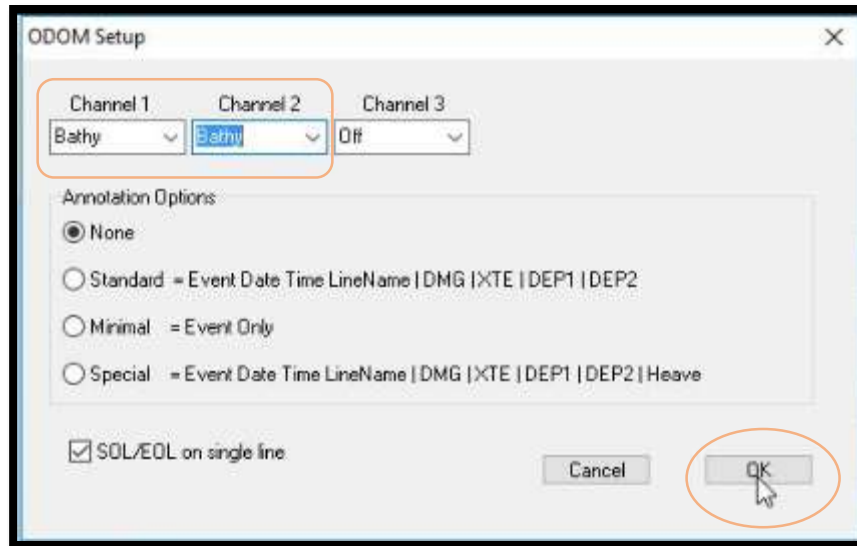 ODOM Setup
Channel 1 Channel 2 Channel 3
Bathy Bathy Off
Annotation Options
None
Standard = Event Date Time LineName | DMG | XTE | DEP1 | DEP2
Minimal = Event Only
Special = Event Date Time LineName | DMG | XTE | DEP1 | DEP2 | Heave
SOL/EOL on single line
Cancel OK